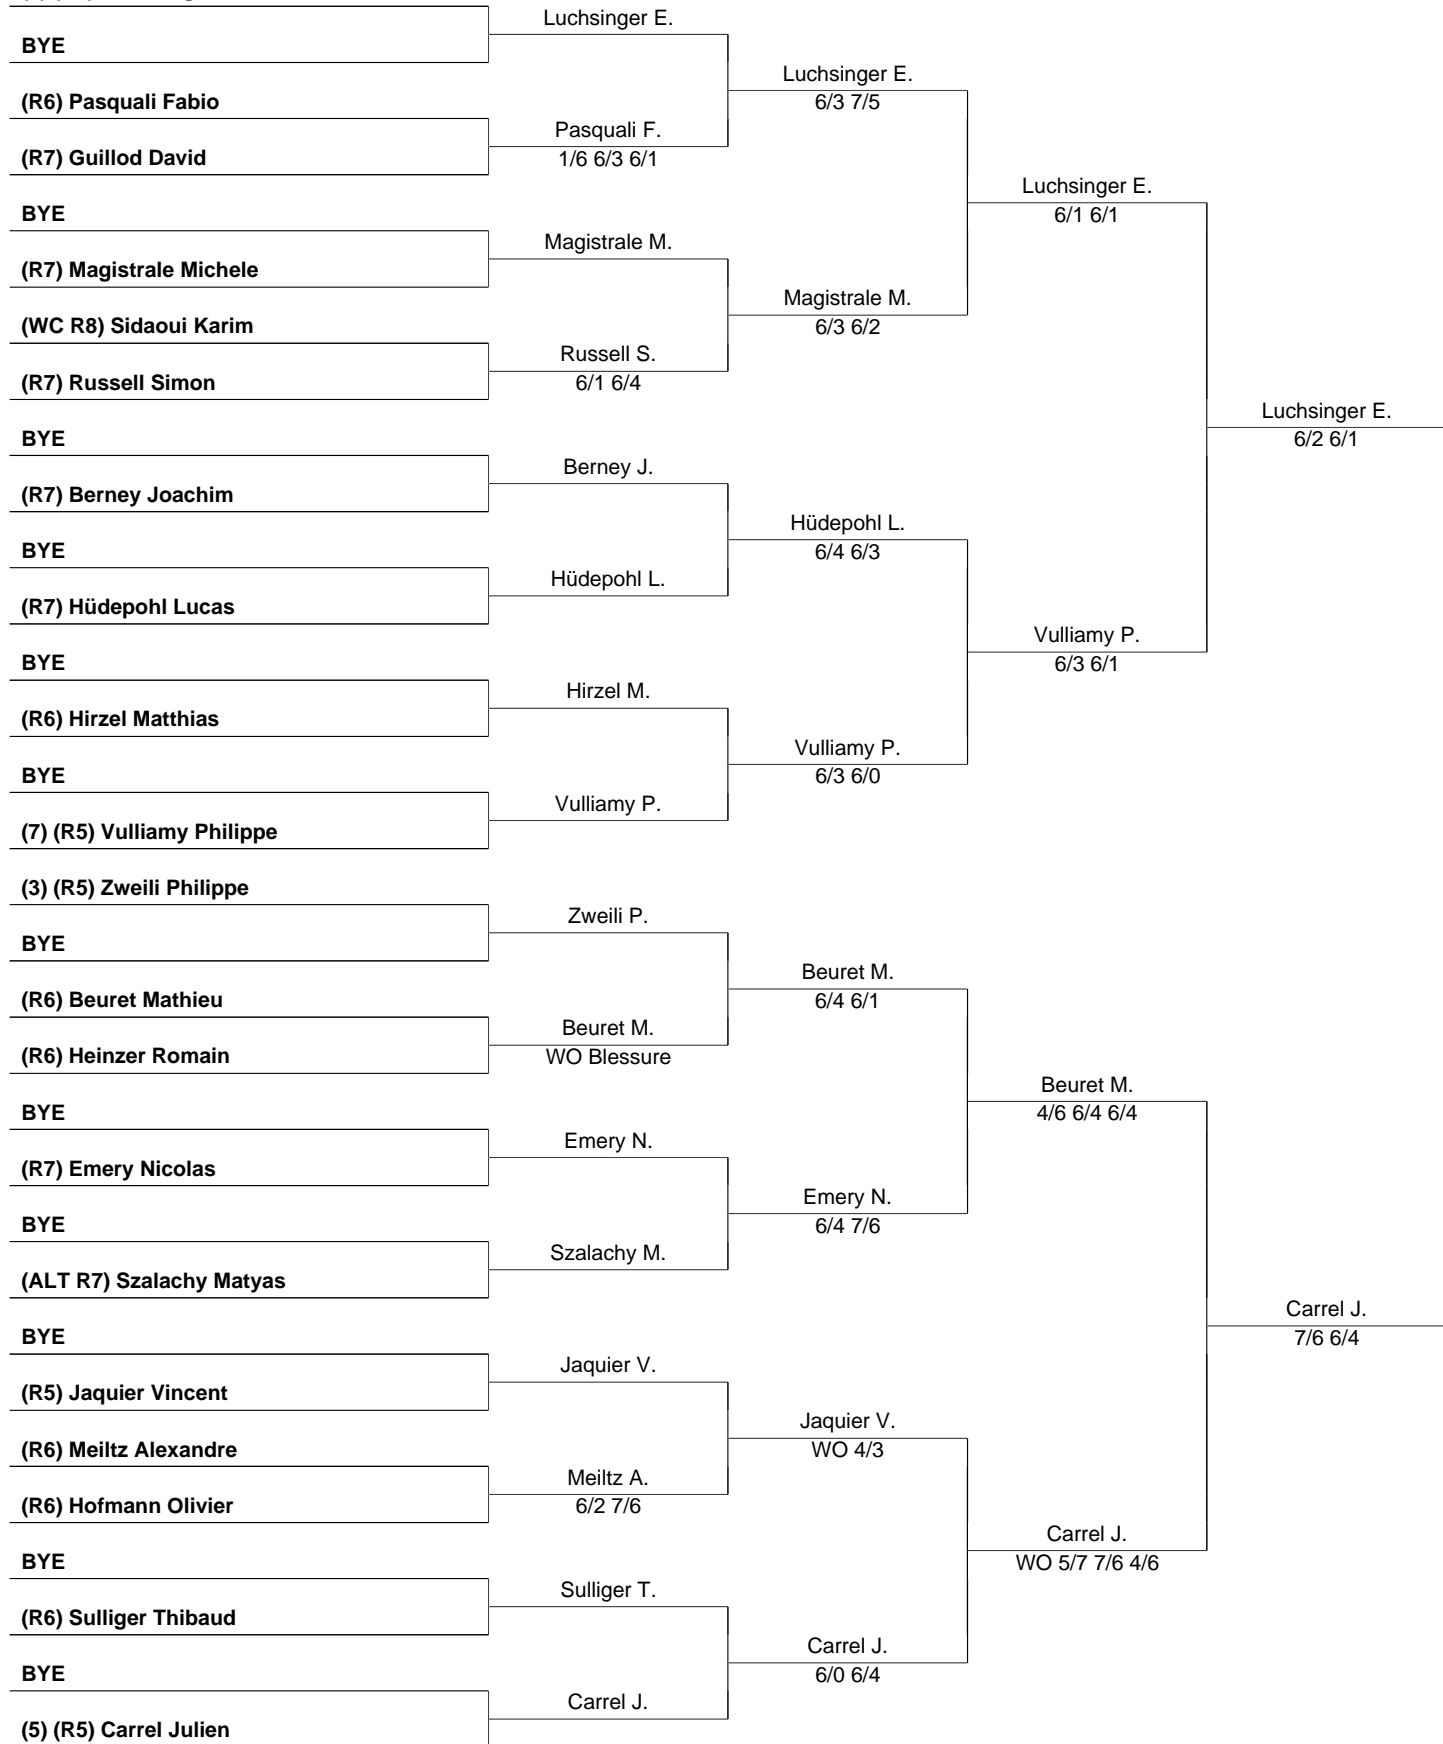 BYE
(R6) Pasquali Fabio
(R7) Guillod David
BYE
(R7) Magistrale Michele
(WC R8) Sidaoui Karim
(R7) Russell Simon
BYE
(R7) Berney Joachim
BYE
(R7) Hüdepohl Lucas
BYE
(R6) Hirzel Matthias
BYE
(7) (R5) Vulliamy Philippe
(3) (R5) Zweili Philippe
BYE
(R6) Beuret Mathieu
(R6) Heinzer Romain
BYE
(R7) Emery Nicolas
BYE
(ALT R7) Szalachy Matyas
BYE
(R5) Jaquier Vincent
(R6) Meiltz Alexandre
(R6) Hofmann Olivier
BYE
(R6) Sulliger Thibaud
BYE
(5) (R5) Carrel Julien
Luchsinger E.
Pasquali F.
1/6 6/3 6/1
Magistrale M.
Russell S.
6/1 6/4
Berney J.
Hüdepohl L.
Hirzel M.
Vulliamy P.
Zweili P.
Beuret M.
WO Blessure
Emery N.
Szalachy M.
Jaquier V.
Meiltz A.
6/2 7/6
Sulliger T.
Carrel J.
Luchsinger E.
6/3 7/5
Magistrale M.
6/3 6/2
Hüdepohl L.
6/4 6/3
Vulliamy P.
6/3 6/0
Beuret M.
6/4 6/1
Emery N.
6/4 7/6
Jaquier V.
WO 4/3
Carrel J.
6/0 6/4
Luchsinger E.
6/1 6/1
Vulliamy P.
6/3 6/1
Beuret M.
4/6 6/4 6/4
Carrel J.
WO 5/7 7/6 4/6
Luchsinger E.
6/2 6/1
Carrel J.
7/6 6/4